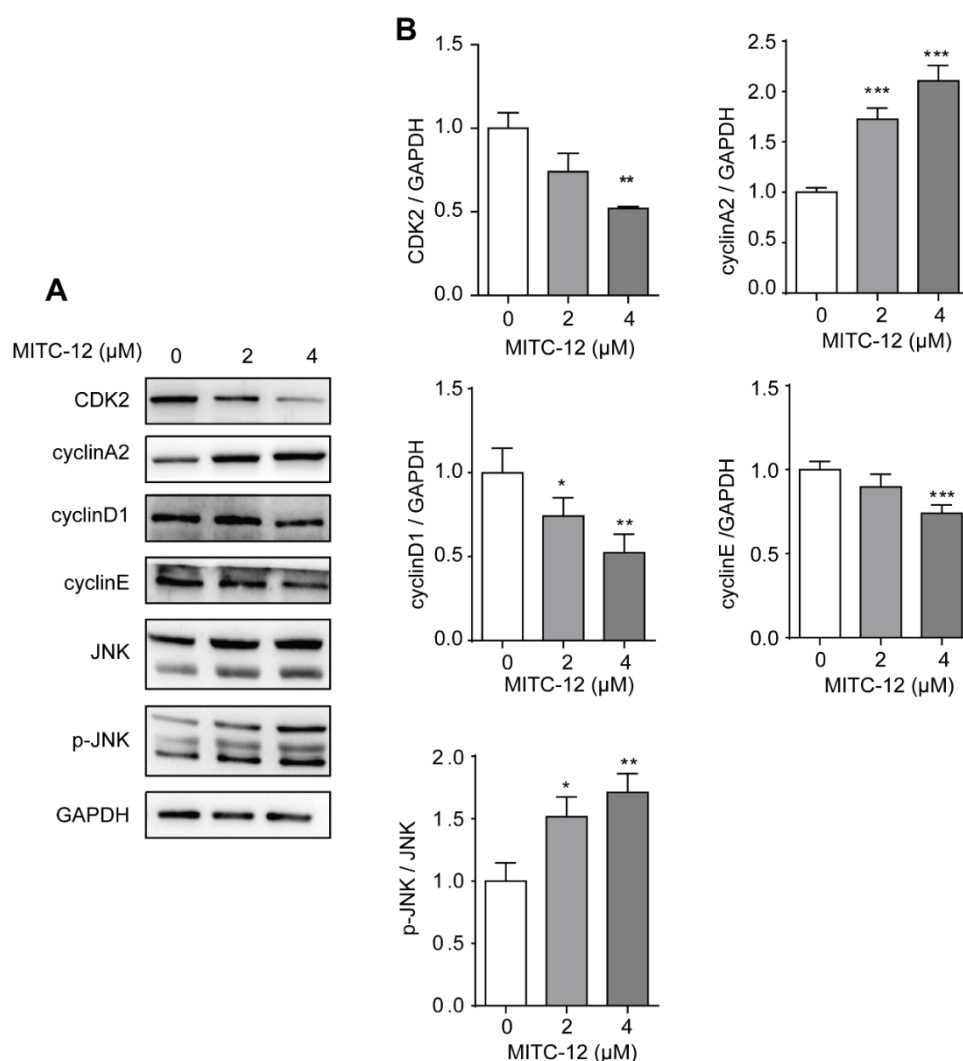 A
MITC-12 (µM) 0 2 4
CDK2
cyclinA2
cyclinD1
cyclinE
JNK
p-JNK
GAPDH
B
CDK2 / GAPDH
1.5
1.0
0.5
0.0
**
0 2 4
MITC-12 (µM)
cyclinA2 / GAPDH
2.5
2.0
1.5
1.0
2.5
0.0
***
***
0 2 4
MITC-12 (µM)
cyclinD1 / GAPDH
1.5
1.0
0.5
0.0
*
**
0 2 4
MITC-12 (µM)
cyclinE /GAPDH
1.5
1.0
0.5
0.0
***
0 2 4
MITC-12 (µM)
p-JNK / JNK
2.0
1.5
1.0
0.5
0.0
*
**
0 2 4
MITC-12 (µM)